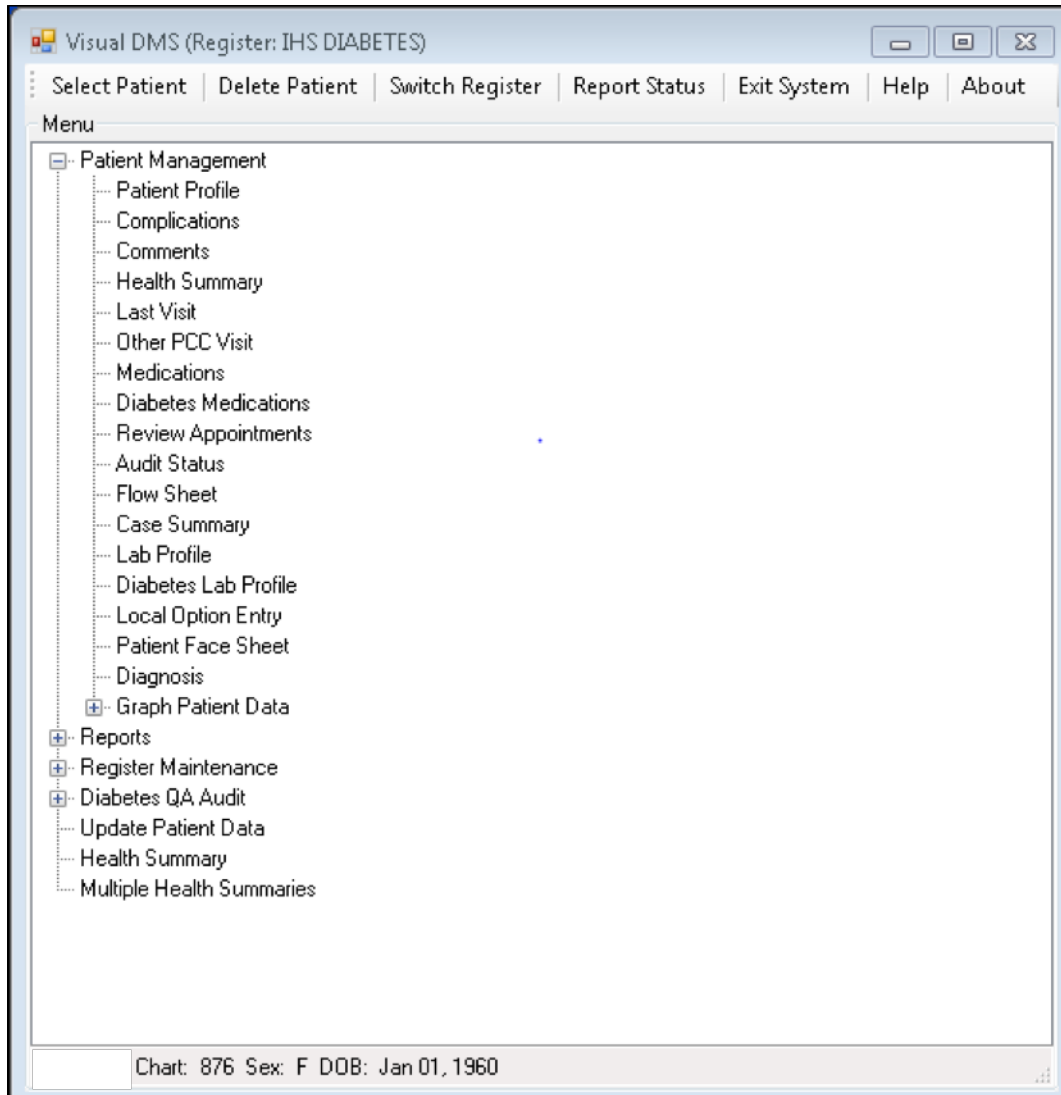 Visual DMS (Register: IHS DIABETES)
Select Patient Delete Patient Switch Register Report Status Exit System Help About
Menu
Patient Management
Patient Profile
Complications
Comments
Health Summary
Last Visit
Other PCC Visit
Medications
Diabetes Medications
Review Appointments
Audit Status
Flow Sheet
Case Summary
Lab Profile
Diabetes Lab Profile
Local Option Entry
Patient Face Sheet
Diagnosis
Graph Patient Data
Reports
Register Maintenance
Diabetes QA Audit
Update Patient Data
Health Summary
Multiple Health Summaries
Chart: 876 Sex: F DOB: Jan 01, 1960